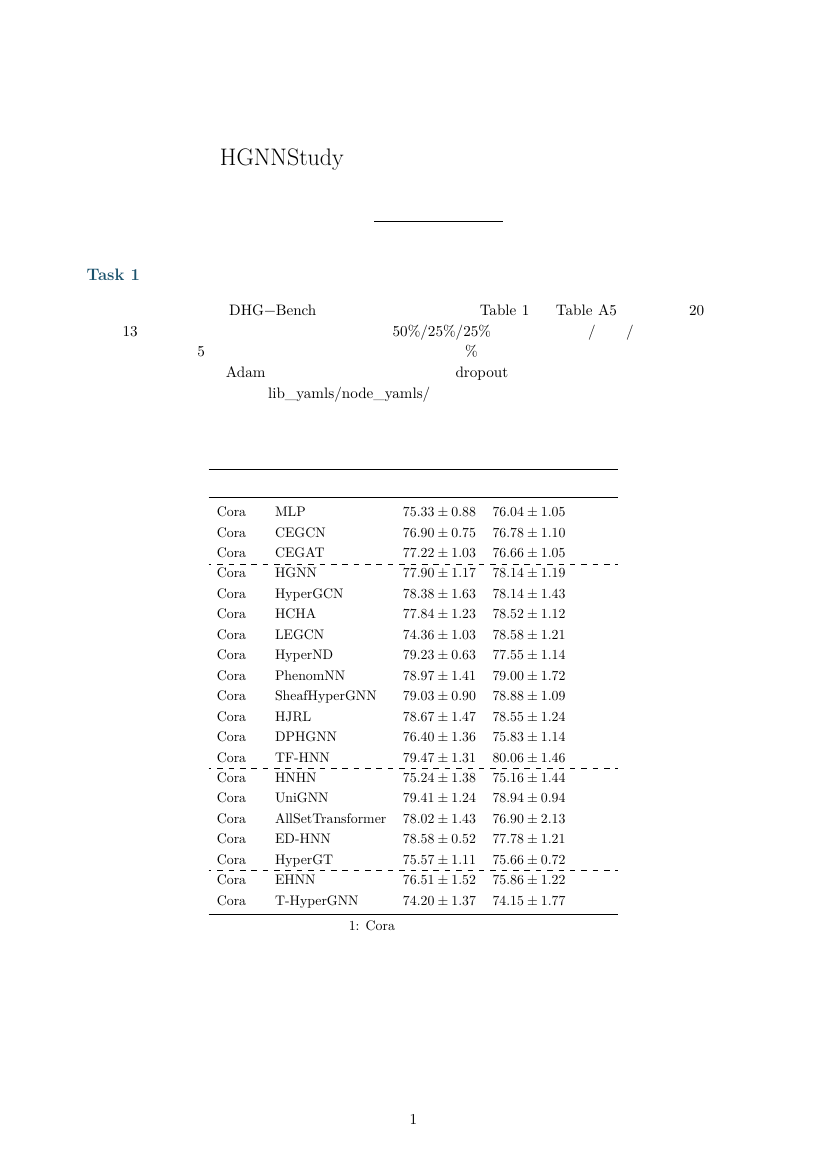 HGNNStudy
Task 1
DHG−Bench Table 1 Table A5 20
13 50%/25%/25% / /
5 %
Adam dropout
lib_yamls/node_yamls/
Cora MLP 75.33 ± 0.88 76.04 ± 1.05
Cora CEGCN 76.90 ± 0.75 76.78 ± 1.10
Cora CEGAT 77.22 ± 1.03 76.66 ± 1.05
Cora HGNN 77.90 ± 1.17 78.14 ± 1.19
Cora HyperGCN 78.38 ± 1.63 78.14 ± 1.43
Cora HCHA 77.84 ± 1.23 78.52 ± 1.12
Cora LEGCN 74.36 ± 1.03 78.58 ± 1.21
Cora HyperND 79.23 ± 0.63 77.55 ± 1.14
Cora PhenomNN 78.97 ± 1.41 79.00 ± 1.72
Cora SheafHyperGNN 79.03 ± 0.90 78.88 ± 1.09
Cora HJRL 78.67 ± 1.47 78.55 ± 1.24
Cora DPHGNN 76.40 ± 1.36 75.83 ± 1.14
Cora TF-HNN 79.47 ± 1.31 80.06 ± 1.46
Cora HNHN 75.24 ± 1.38 75.16 ± 1.44
Cora UniGNN 79.41 ± 1.24 78.94 ± 0.94
Cora AllSetTransformer 78.02 ± 1.43 76.90 ± 2.13
Cora ED-HNN 78.58 ± 0.52 77.78 ± 1.21
Cora HyperGT 75.57 ± 1.11 75.66 ± 0.72
Cora EHNN 76.51 ± 1.52 75.86 ± 1.22
Cora T-HyperGNN 74.20 ± 1.37 74.15 ± 1.77
1: Cora
1